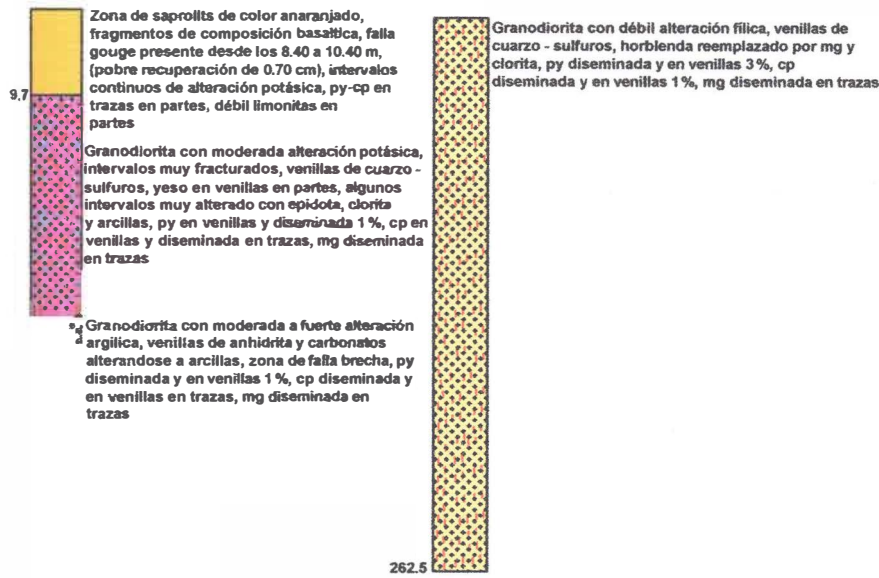 Zona de saprolits de color anaranjado,
fragmentos de composición basaltica, falla
gouge presente desde los 8.40 a 10.40 m,
(pobre recuperación de 0.70 cm), intervalos
continuos de alteración potásica, py-cp en
trazas en partes, débil limonitas en
partes
9.7
Granodiorita con moderada alteración potásica,
intervalos muy fracturados, venillas de cuarzo -
sulfuros, yeso en venillas en partes, algunos
intervalos muy alterado con epidota, clorita
y arcillas, py en venillas y diseminada 1%, cp en
venillas y diseminada en trazas, mg diseminada
en trazas
Granodiorita con moderada a fuerte alteración
argilica, venillas de anhidrita y carbonatos
alterandose a arcillas, zona de falla brecha, py
diseminada y en venillas 1%, cp diseminada y
en venillas en trazas, mg diseminada en
trazas
Granodiorita con débil alteración fílica, venillas de
cuarzo - sulfuros, horblenda reemplazado por mg y
clorita, py diseminada y en venillas 3%, cp
diseminada y en venillas 1%, mg diseminada en trazas
262.5